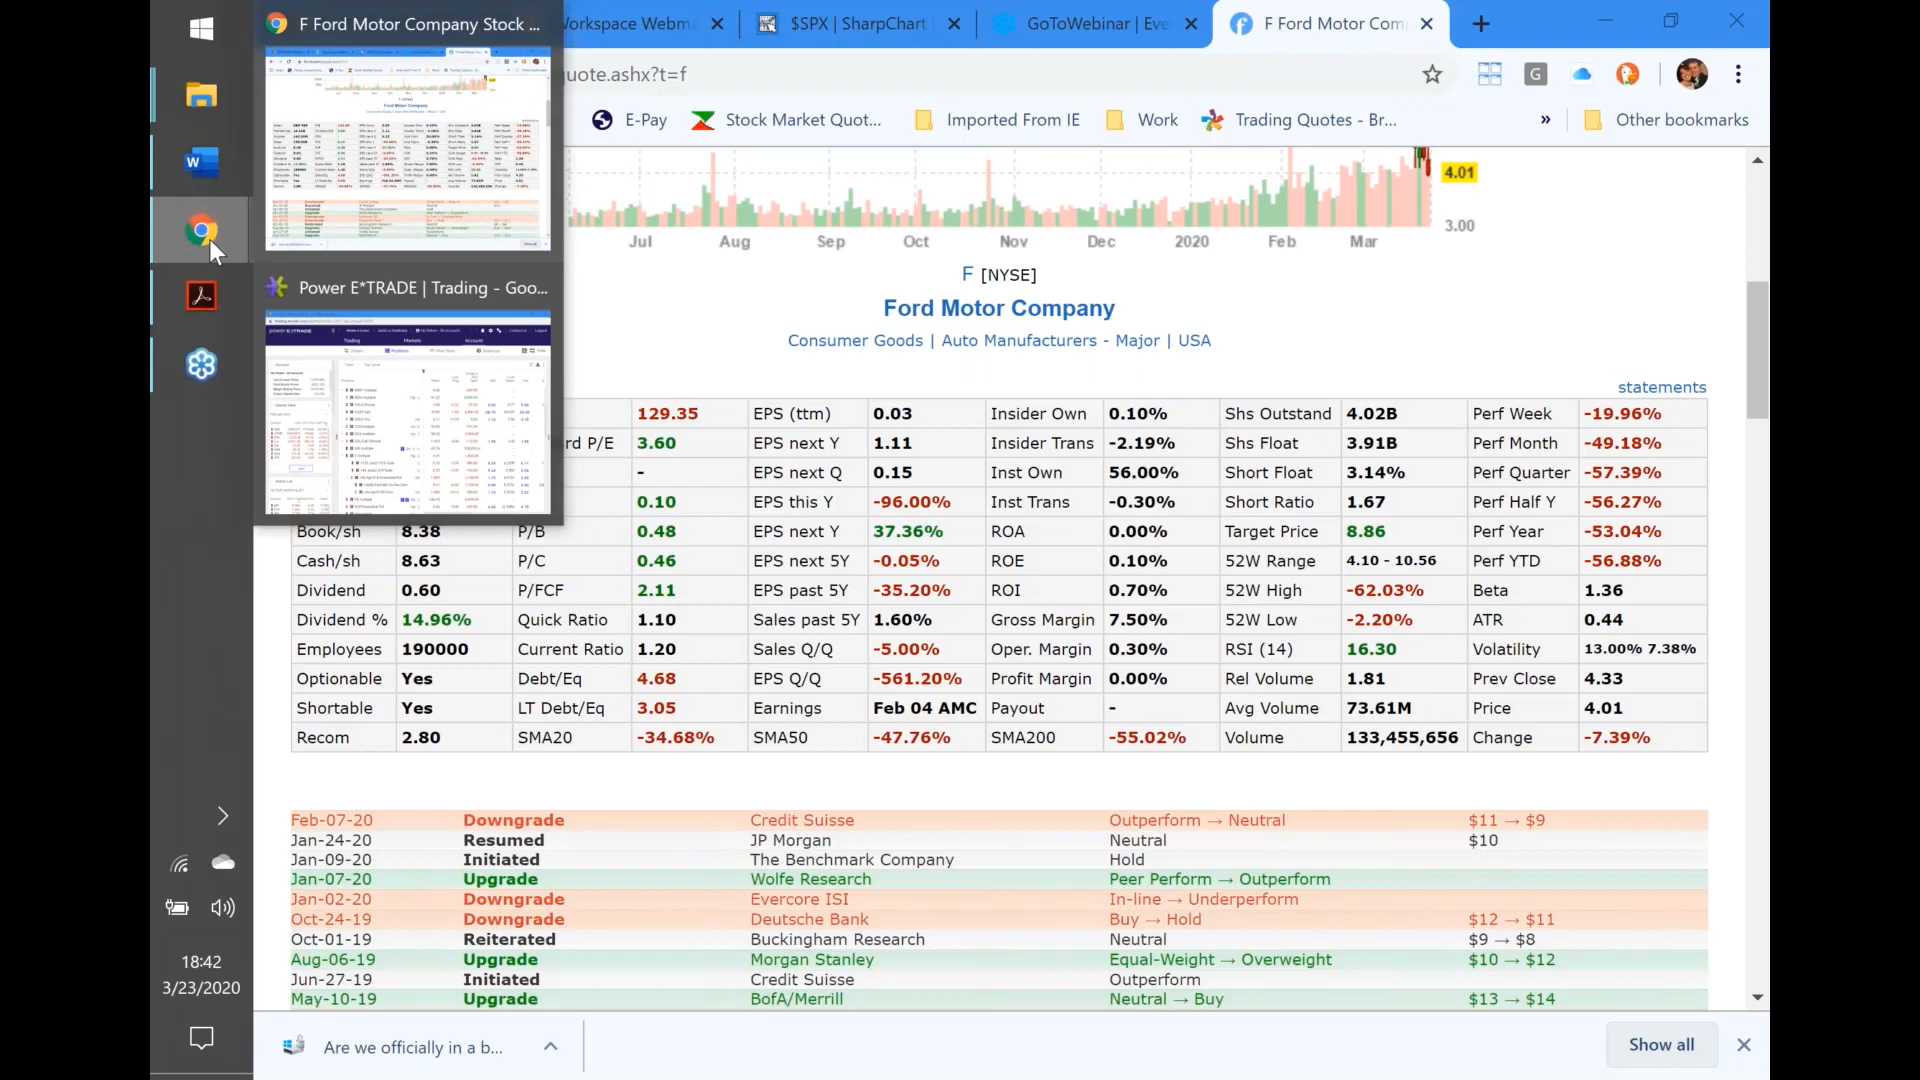 F Ford Motor Company Stock ...
Workspace Webma
$SPX | SharpChart
GoToWebinar | Eve
F Ford Motor Com
quote.ashx?t=f
E-Pay
Stock Market Quot...
Imported From IE
Work
Trading Quotes - Br...
»
Other bookmarks
Power E*TRADE | Trading - Goo...
4.01
3.00
Jul Aug Sep Oct Nov Dec 2020 Feb Mar
F [NYSE]
Ford Motor Company
Consumer Goods | Auto Manufacturers - Major | USA
statements
129.35 EPS (ttm) 0.03 Insider Own 0.10% Shs Outstand 4.02B Perf Week -19.96%
rd P/E 3.60 EPS next Y 1.11 Insider Trans -2.19% Shs Float 3.91B Perf Month -49.18%
- EPS next Q 0.15 Inst Own 56.00% Short Float 3.14% Perf Quarter -57.39%
0.10 EPS this Y -96.00% Inst Trans -0.30% Short Ratio 1.67 Perf Half Y -56.27%
Book/sh 8.38 P/B 0.48 EPS next Y 37.36% ROA 0.00% Target Price 8.86 Perf Year -53.04%
Cash/sh 8.63 P/C 0.46 EPS next 5Y -0.05% ROE 0.10% 52W Range 4.10 - 10.56 Perf YTD -56.88%
Dividend 0.60 P/FCF 2.11 EPS past 5Y -35.20% ROI 0.70% 52W High -62.03% Beta 1.36
Dividend % 14.96% Quick Ratio 1.10 Sales past 5Y 1.60% Gross Margin 7.50% 52W Low -2.20% ATR 0.44
Employees 190000 Current Ratio 1.20 Sales Q/Q -5.00% Oper. Margin 0.30% RSI (14) 16.30 Volatility 13.00% 7.38%
Optionable Yes Debt/Eq 4.68 EPS Q/Q -561.20% Profit Margin 0.00% Rel Volume 1.81 Prev Close 4.33
Shortable Yes LT Debt/Eq 3.05 Earnings Feb 04 AMC Payout - Avg Volume 73.61M Price 4.01
Recom 2.80 SMA20 -34.68% SMA50 -47.76% SMA200 -55.02% Volume 133,455,656 Change -7.39%
Feb-07-20 Downgrade Credit Suisse Outperform → Neutral $11 → $9
Jan-24-20 Resumed JP Morgan Neutral $10
Jan-09-20 Initiated The Benchmark Company Hold
Jan-07-20 Upgrade Wolfe Research Peer Perform → Outperform
Jan-02-20 Downgrade Evercore ISI In-line → Underperform
Oct-24-19 Downgrade Deutsche Bank Buy → Hold $12 → $11
Oct-01-19 Reiterated Buckingham Research Neutral $9 → $8
Aug-06-19 Upgrade Morgan Stanley Equal-Weight → Overweight $10 → $12
Jun-27-19 Initiated Credit Suisse Outperform
May-10-19 Upgrade BofA/Merrill Neutral → Buy $13 → $14
18:42
3/23/2020
Are we officially in a b...
Show all